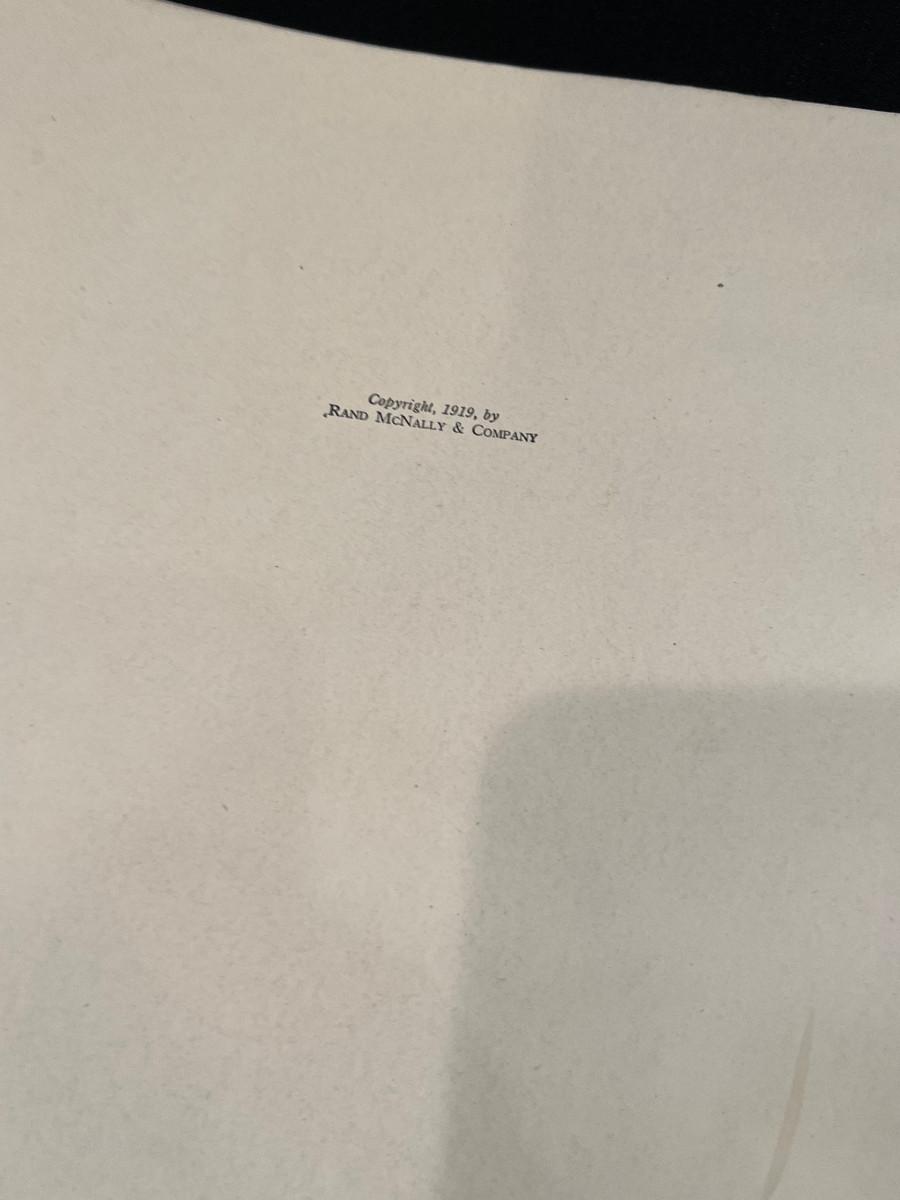 Copyright, 1919, by
RAND MCNALLY & COMPANY